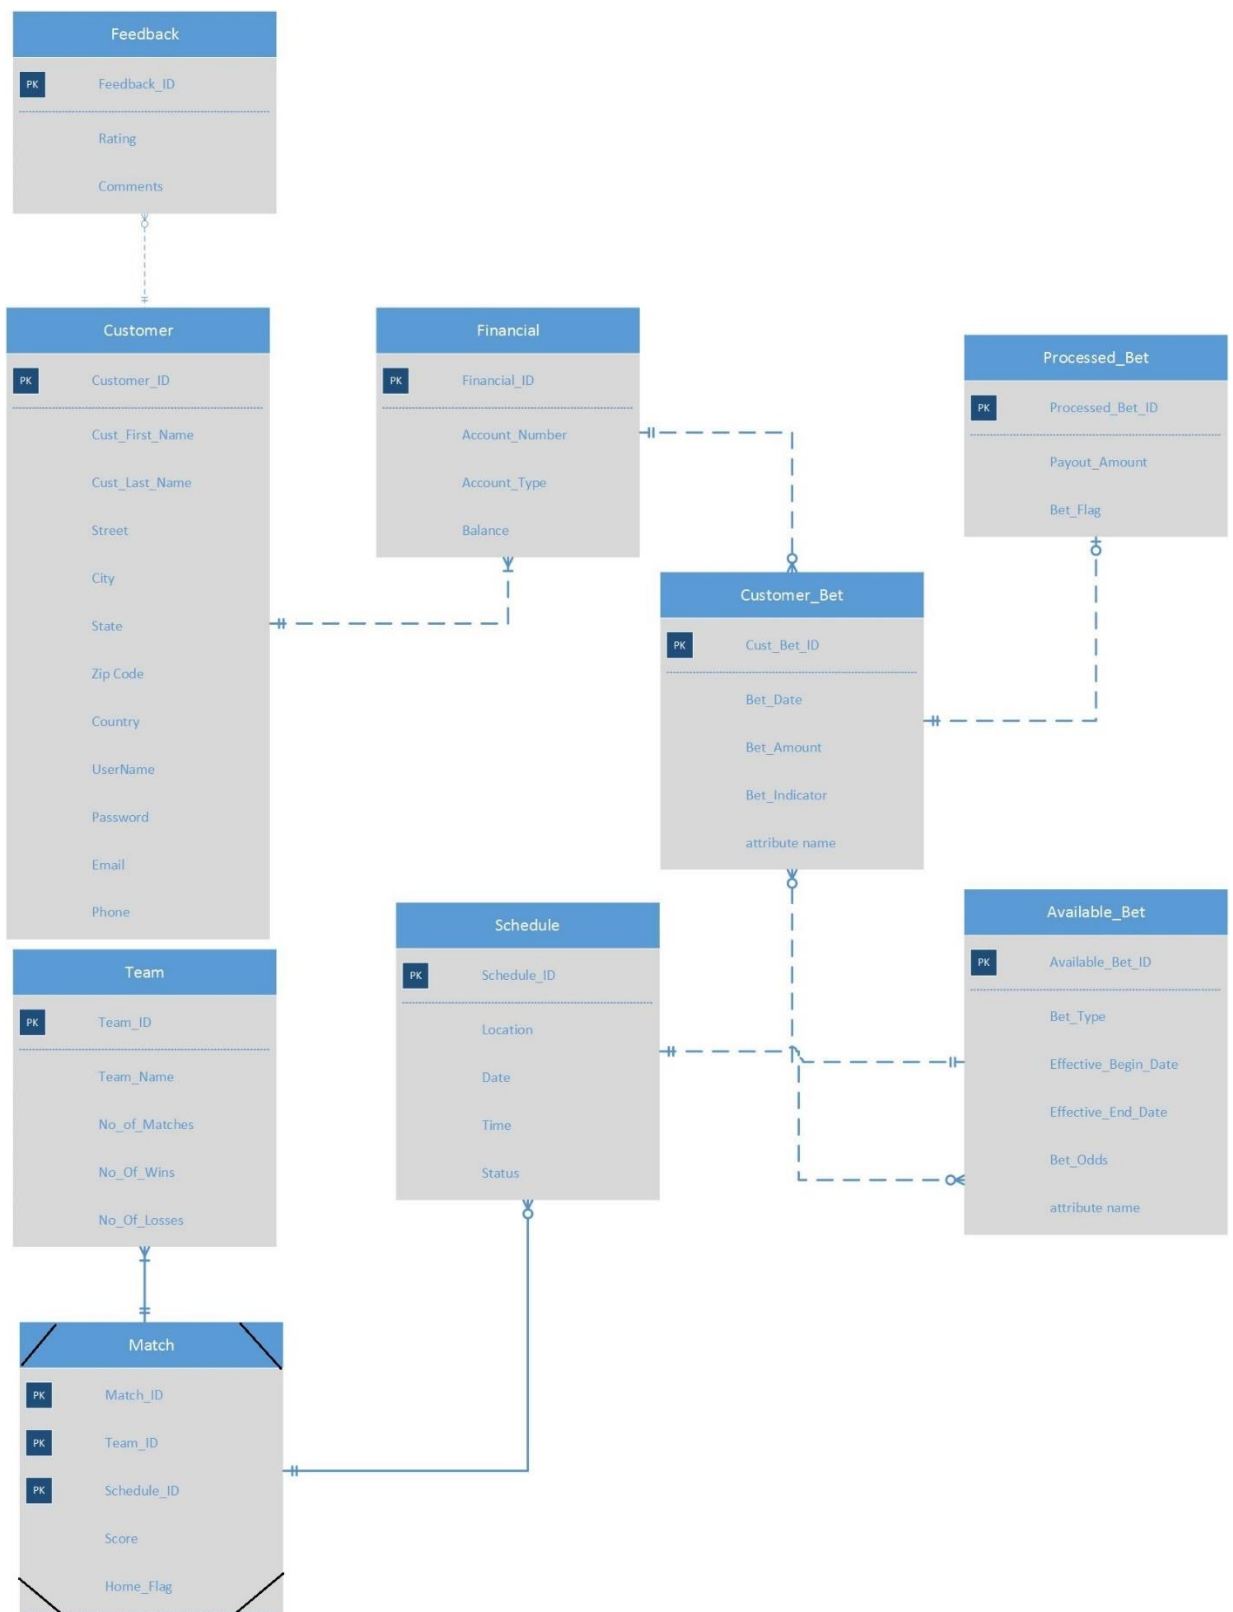 Feedback
PK Feedback_ID
Rating
Comments
Customer
PK Customer_ID
Cust_First_Name
Cust_Last_Name
Street
City
State
Zip Code
Country
UserName
Password
Email
Phone
Financial
PK Financial_ID
Account_Number
Account_Type
Balance
Processed_Bet
PK Processed_Bet_ID
Payout_Amount
Bet_Flag
Customer_Bet
PK Cust_Bet_ID
Bet_Date
Bet_Amount
Bet_Indicator
attribute name
Schedule
PK Schedule_ID
Location
Date
Time
Status
Available_Bet
PK Available_Bet_ID
Bet_Type
Effective_Begin_Date
Effective_End_Date
Bet_Odds
attribute name
Team
PK Team_ID
Team_Name
No_of_Matches
No_Of_Wins
No_Of_Losses
Match
PK Match_ID
PK Team_ID
PK Schedule_ID
Score
Home_Flag